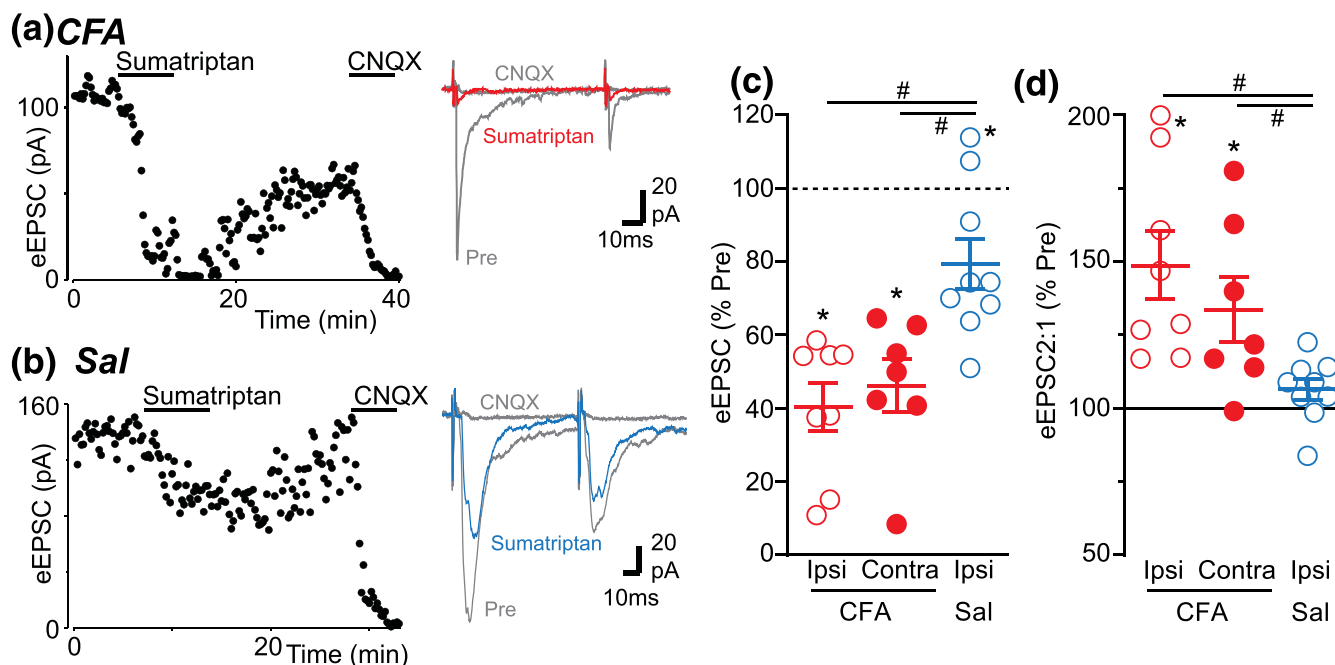 (a) CFA
Sumatriptan
CNQX
100
0
eEPSC (pA)
0
20
40
Time (min)
CNQX
Sumatriptan
Pre
20
pA
10ms
(b) Sal
Sumatriptan
CNQX
160
0
eEPSC (pA)
0
20
Time (min)
CNQX
Sumatriptan
Pre
20
pA
10ms
(c)
#
#
*
*
*
120
100
80
60
40
20
0
eEPSC (% Pre)
Ipsi Contra Ipsi
CFA Sal
(d)
#
#
*
*
200
150
100
50
eEPSC2:1 (% Pre)
Ipsi Contra Ipsi
CFA Sal